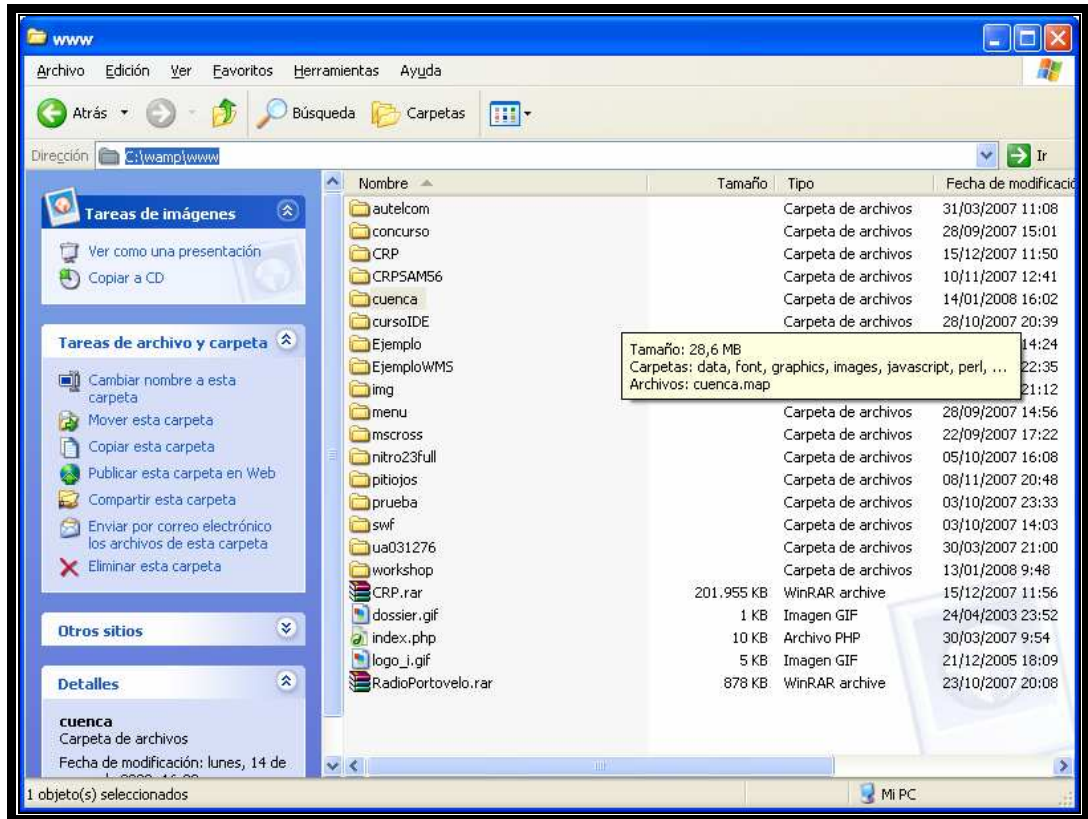 www
Archivo Edición Ver Favoritos Herramientas Ayuda
Atrás Búsqueda Carpetas
Dirección C:\wamp\www Ir
Tareas de imágenes
Ver como una presentación
Copiar a CD
Tareas de archivo y carpeta
Cambiar nombre a esta
carpeta
Mover esta carpeta
Copiar esta carpeta
Publicar esta carpeta en Web
Compartir esta carpeta
Enviar por correo electrónico
los archivos de esta carpeta
Eliminar esta carpeta
Otros sitios
Detalles
cuenca
Carpeta de archivos
Fecha de modificación: lunes, 14 de
Nombre Tamaño Tipo Fecha de modificació
autelcom Carpeta de archivos 31/03/2007 11:08
concurso Carpeta de archivos 28/09/2007 15:01
CRP Carpeta de archivos 15/12/2007 11:50
CRPSAM56 Carpeta de archivos 10/11/2007 12:41
cuenca Carpeta de archivos 14/01/2008 16:02
cursoIDE Carpeta de archivos 28/10/2007 20:39
Ejemplo 14:24
EjemploWMS 22:35
img 21:12
Tamaño: 28,6 MB
Carpetas: data, font, graphics, images, javascript, perl, ...
Archivos: cuenca.map
menu Carpeta de archivos 28/09/2007 14:56
mscross Carpeta de archivos 22/09/2007 17:22
nitro23full Carpeta de archivos 05/10/2007 16:08
pitiojos Carpeta de archivos 08/11/2007 20:48
prueba Carpeta de archivos 03/10/2007 23:33
swf Carpeta de archivos 03/10/2007 14:03
ua031276 Carpeta de archivos 30/03/2007 21:00
workshop Carpeta de archivos 13/01/2008 9:48
CRP.rar 201.955 KB WinRAR archive 15/12/2007 11:56
dossier.gif 1 KB Imagen GIF 24/04/2003 23:52
index.php 10 KB Archivo PHP 30/03/2007 9:54
logo_i.gif 5 KB Imagen GIF 21/12/2005 18:09
RadioPortovelo.rar 878 KB WinRAR archive 23/10/2007 20:08
1 objeto(s) seleccionados Mi PC